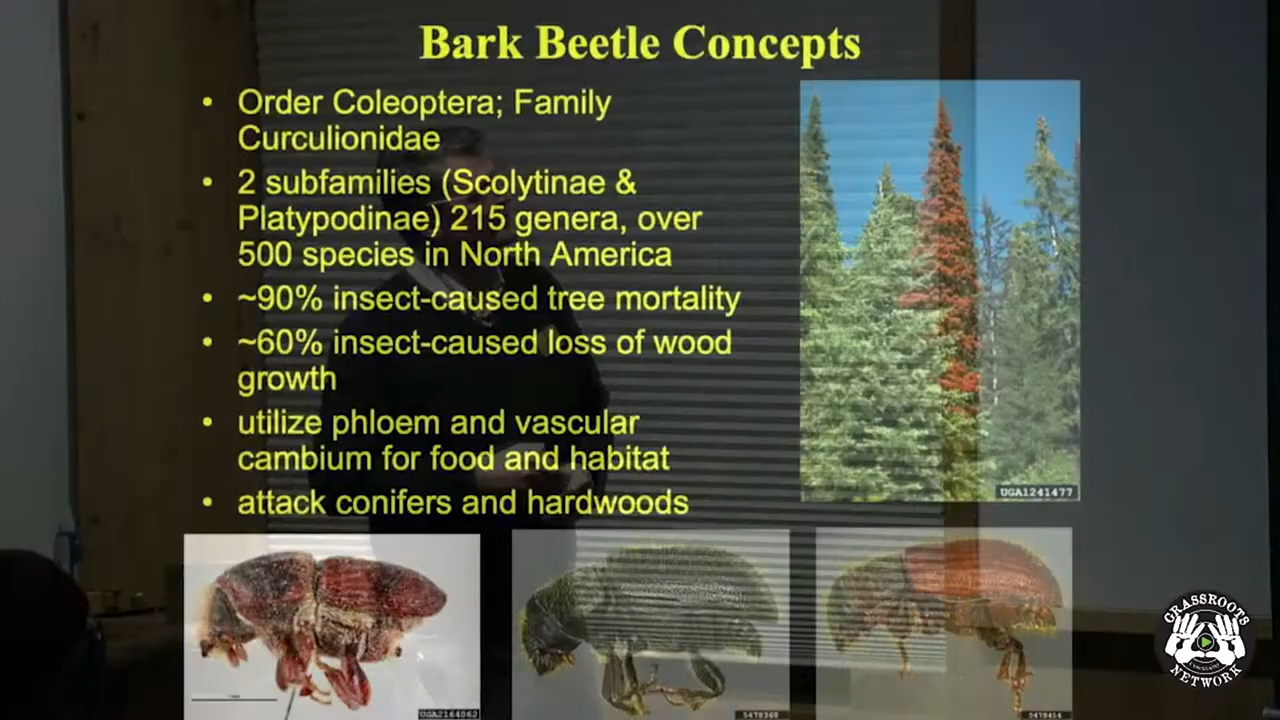 Bark Beetle Concepts
• Order Coleoptera; Family
Curculionidae
• 2 subfamilies (Scolytinae &
Platypodinae) 215 genera, over
500 species in North America
• ~90% insect-caused tree mortality
• ~60% insect-caused loss of wood
growth
• utilize phloem and vascular
cambium for food and habitat
• attack conifers and hardwoods
UGA1241477
UGA2164062
5478369
5478414
GRASSROOTS
NETWORK